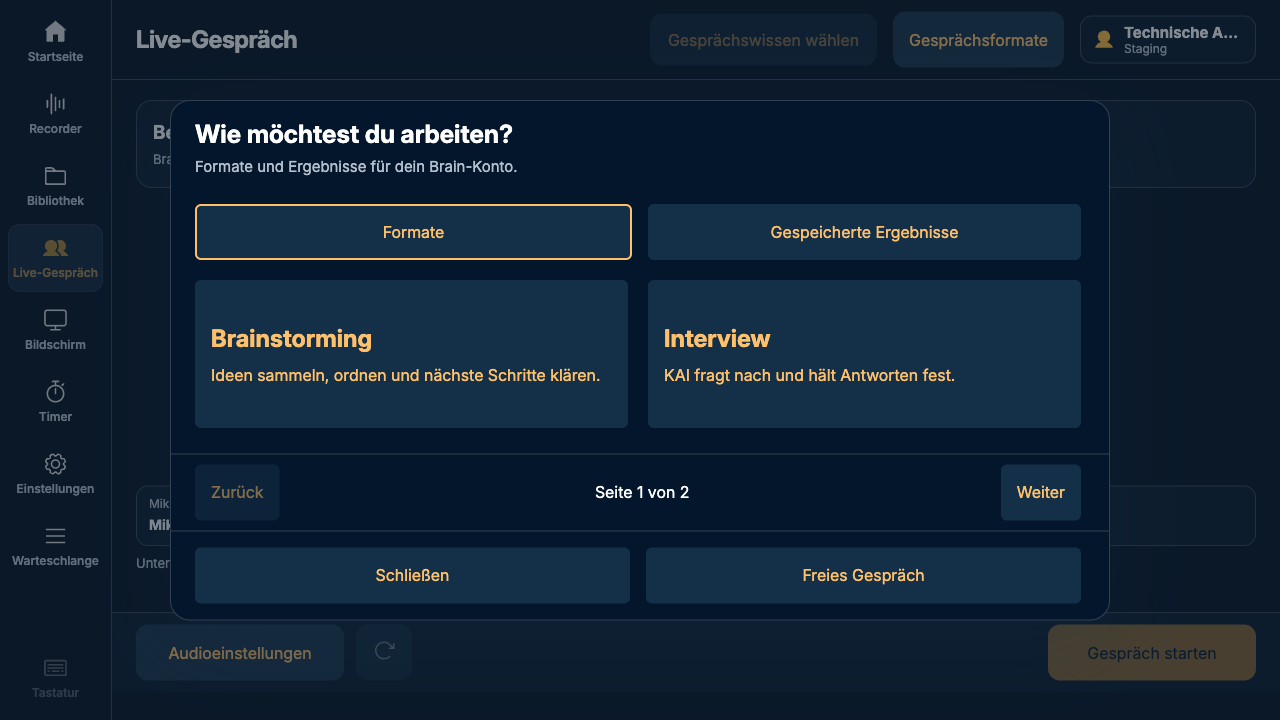 Startseite
Recorder
Bibliothek
Live-Gespräch
Bildschirm
Timer
Einstellungen
Warteschlange
Tastatur
Live-Gespräch
Gesprächswissen wählen
Gesprächsformate
Technische A...
Staging
Wie möchtest du arbeiten?
Formate und Ergebnisse für dein Brain-Konto.
Formate
Gespeicherte Ergebnisse
Brainstorming
Ideen sammeln, ordnen und nächste Schritte klären.
Interview
KAI fragt nach und hält Antworten fest.
Zurück
Seite 1 von 2
Weiter
Schließen
Freies Gespräch
Audioeinstellungen
Gespräch starten